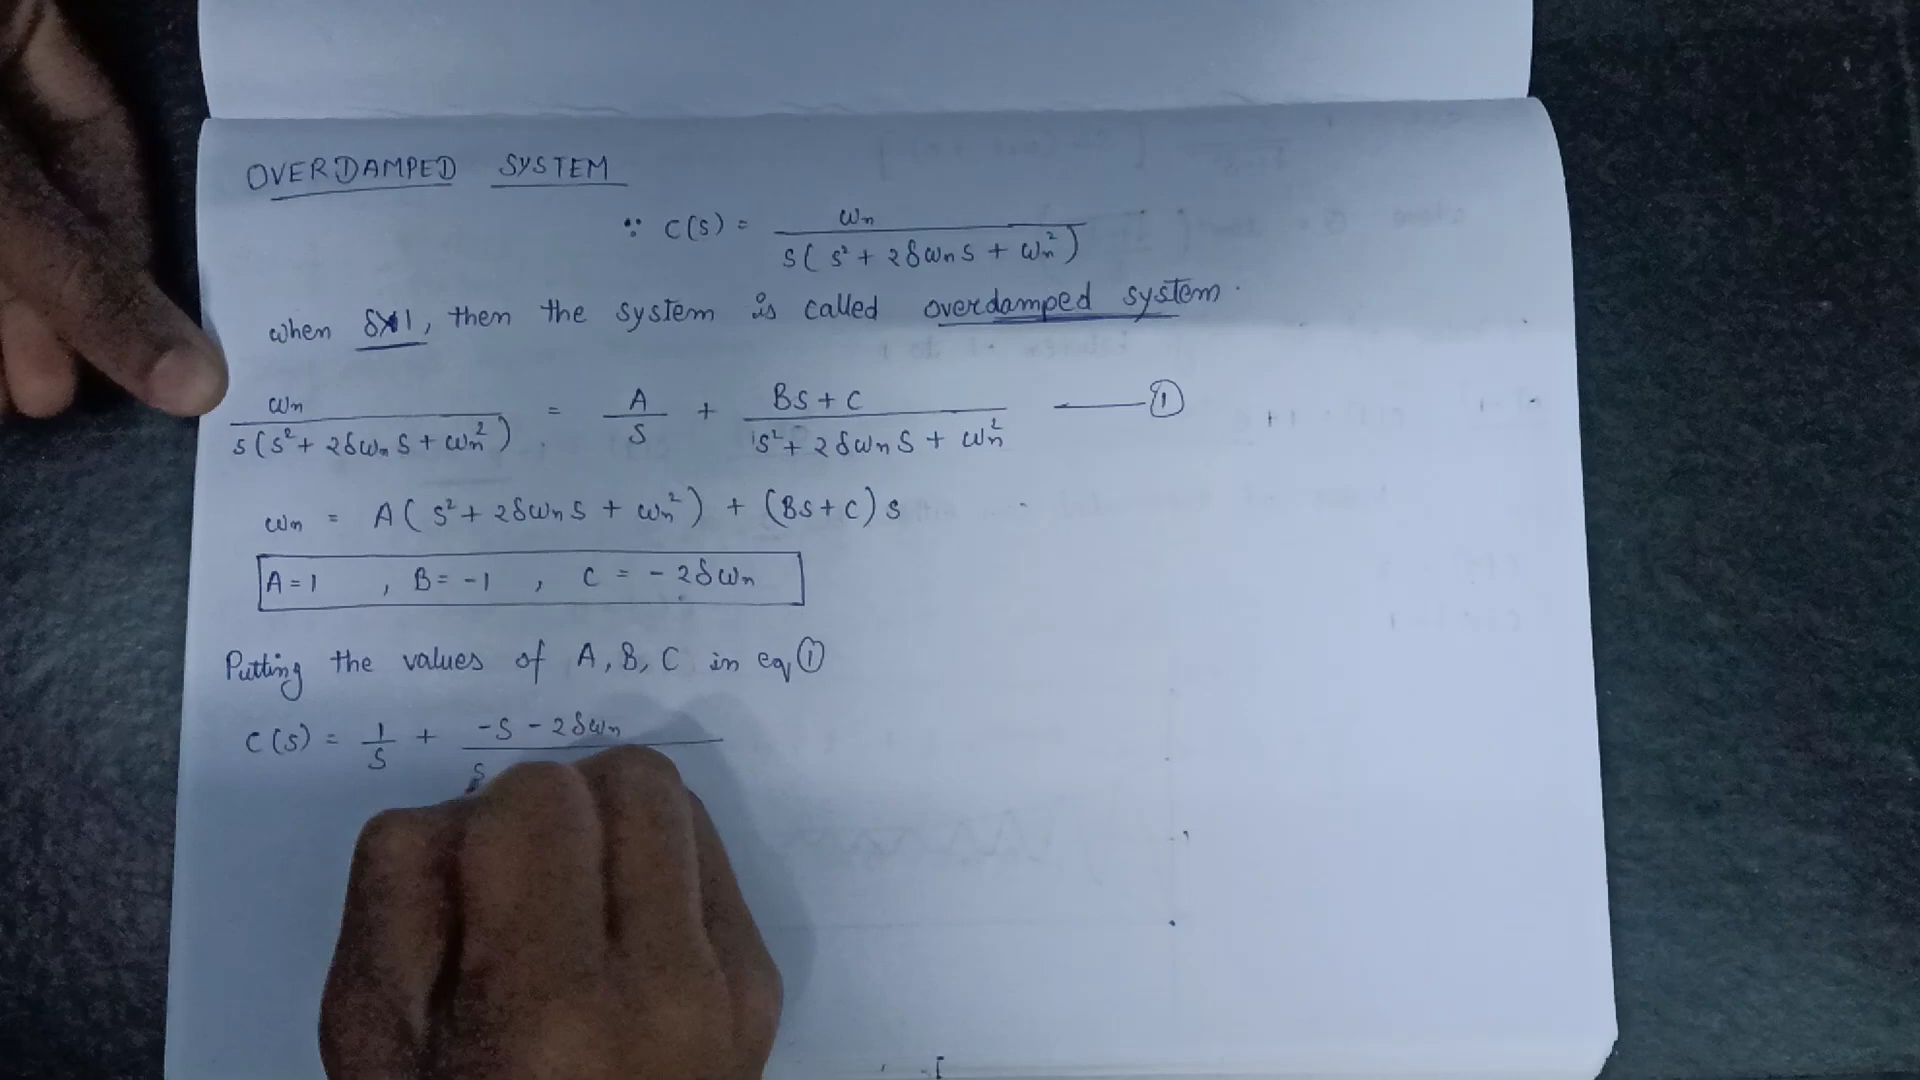 OVERDAMPED SYSTEM
∵ C(s) = ωn / s(s² + 2δωns + ωn²)
when δ>1, then the system is called overdamped system.
ωn / s(s² + 2δωns + ωn²) = A/s + Bs + C / s² + 2δωns + ωn² —— ①
ωn = A(s² + 2δωns + ωn²) + (Bs + C)s
A = 1 , B = -1 , C = - 2δωn
Putting the values of A, B, C in eq ①
C(s) = 1/s + -s - 2δωn / s